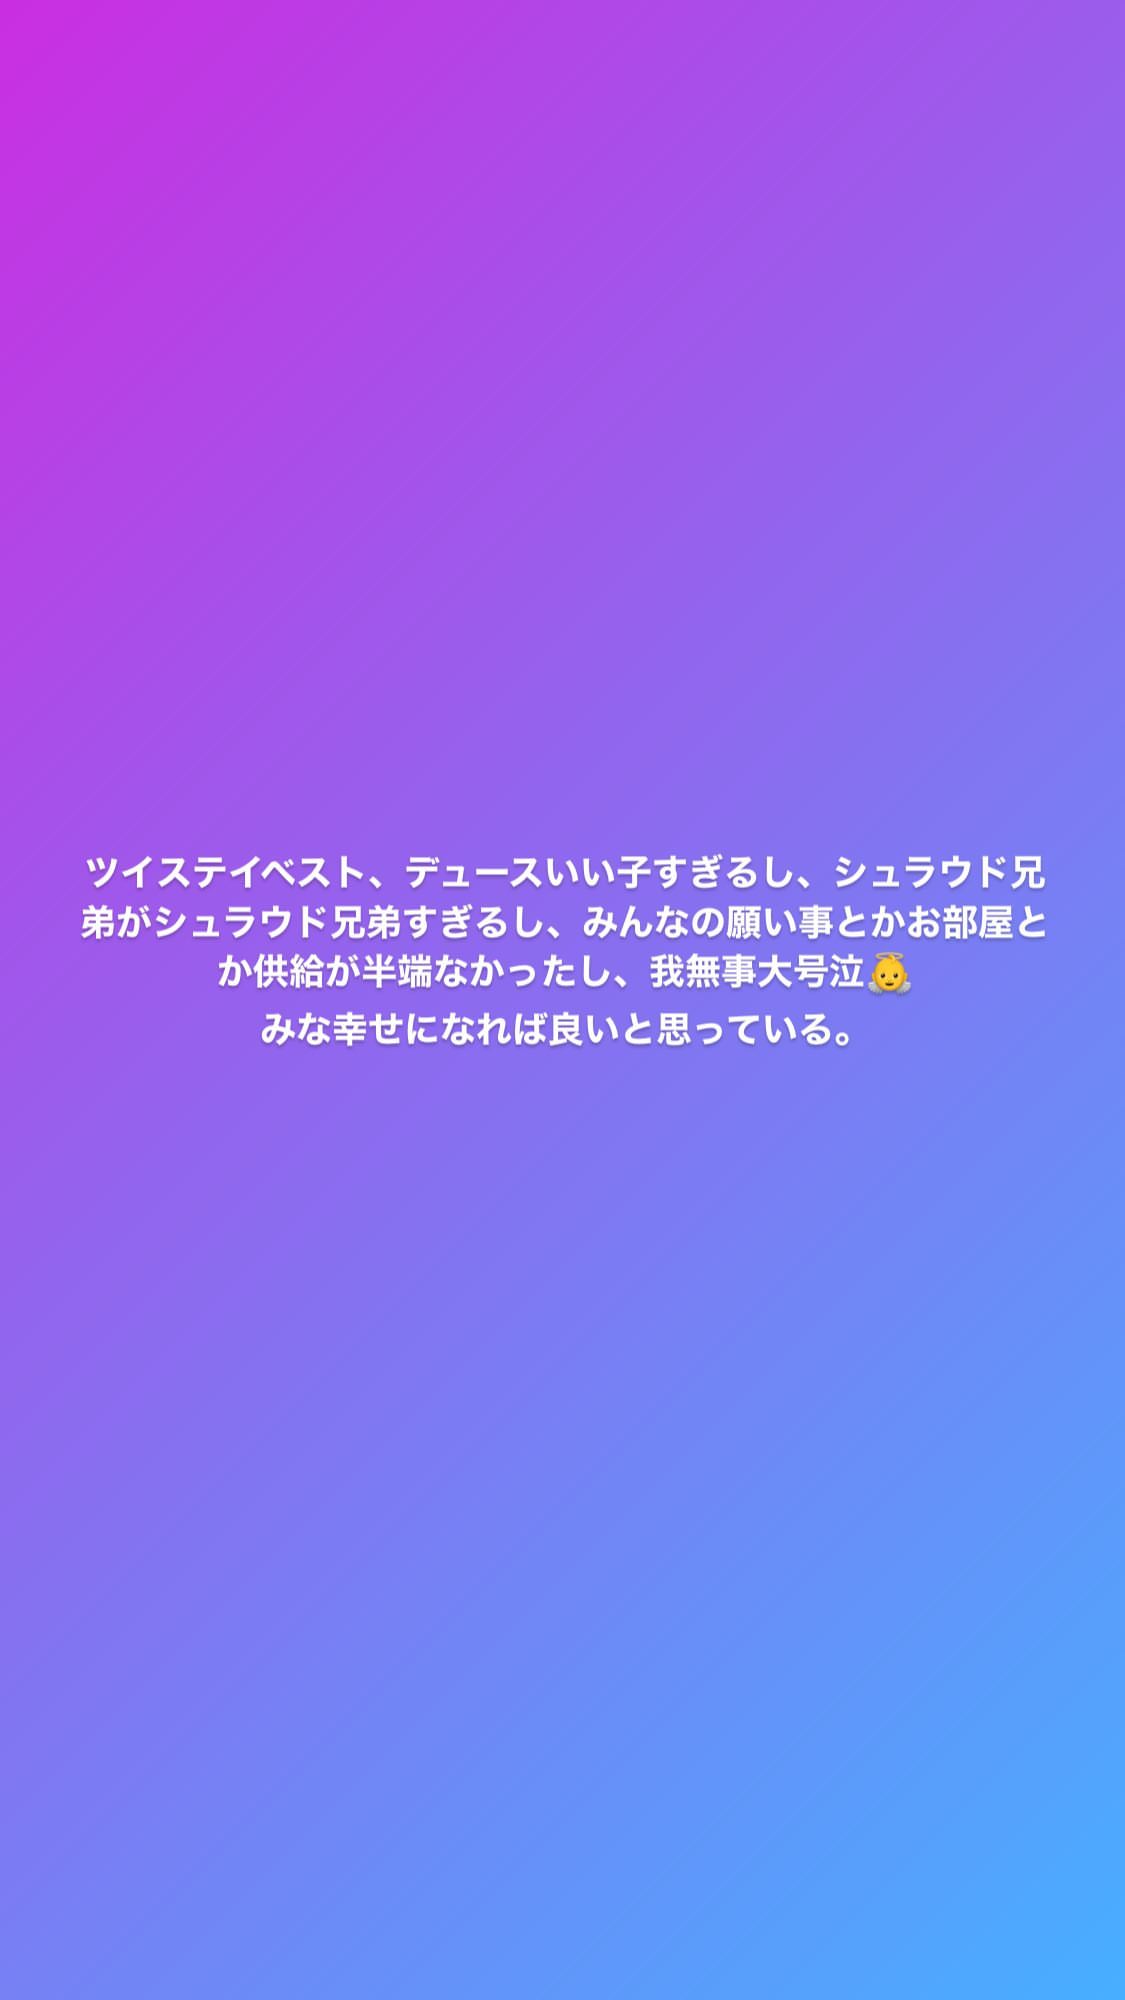 ツイステイベスト、デュースいい子すぎるし、シュラウド兄
弟がシュラウド兄弟すぎるし、みんなの願い事とかお部屋と
か供給が半端なかったし、我無事大号泣👼
みな幸せになれば良いと思っている。